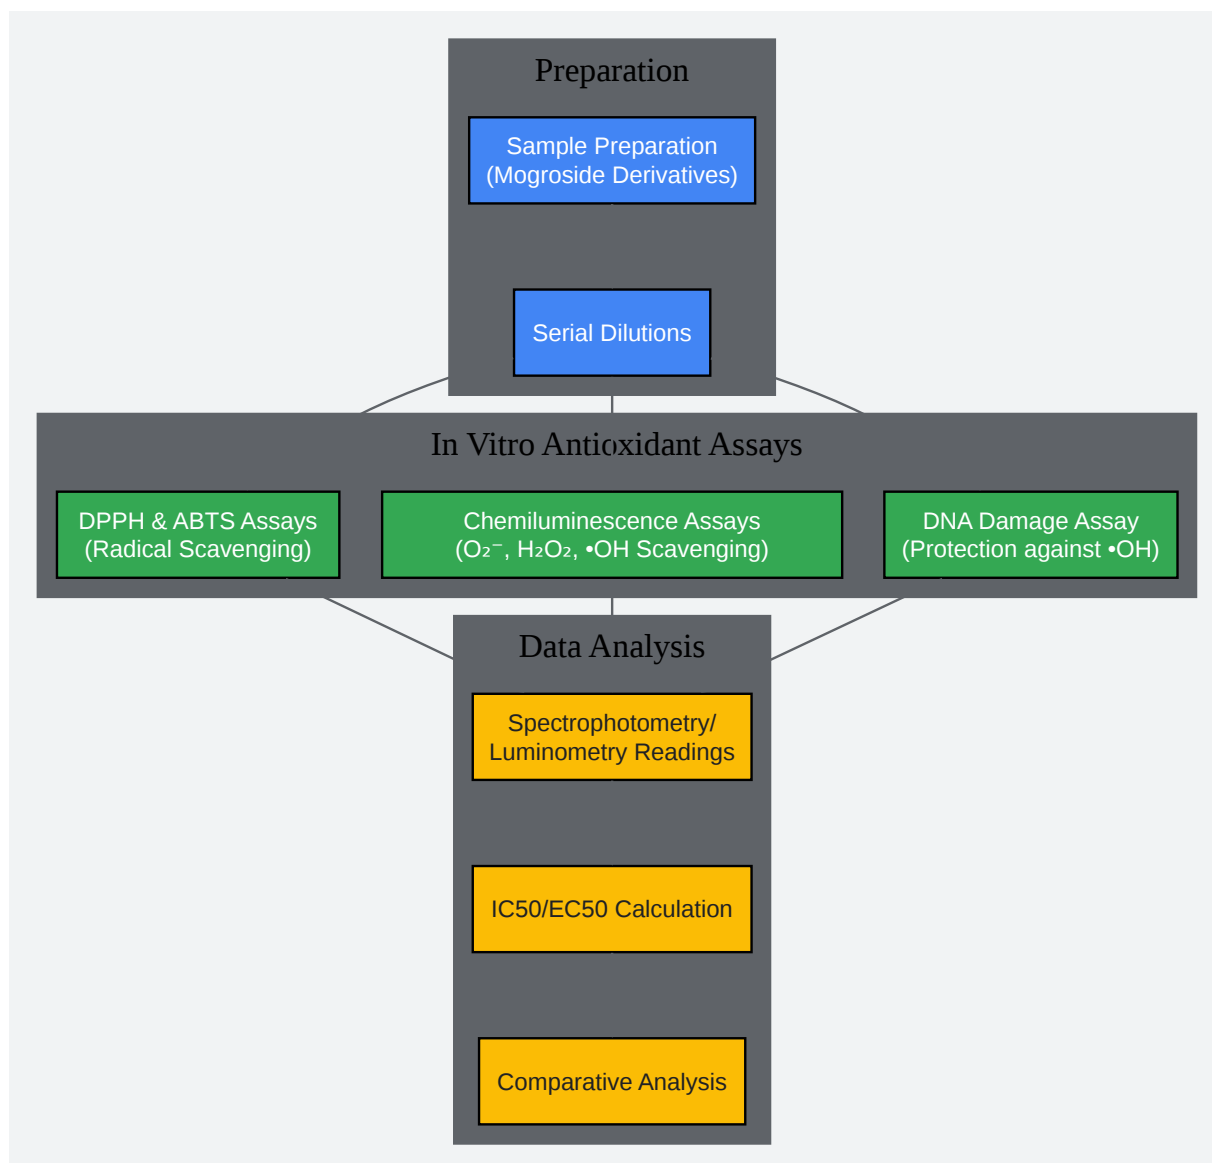 Preparation
Sample Preparation
(Mogroside Derivatives)
Serial Dilutions
In Vitro Antioxidant Assays
DPPH & ABTS Assays
(Radical Scavenging)
Chemiluminescence Assays
(O₂⁻, H₂O₂, •OH Scavenging)
DNA Damage Assay
(Protection against •OH)
Data Analysis
Spectrophotometry/
Luminometry Readings
IC50/EC50 Calculation
Comparative Analysis